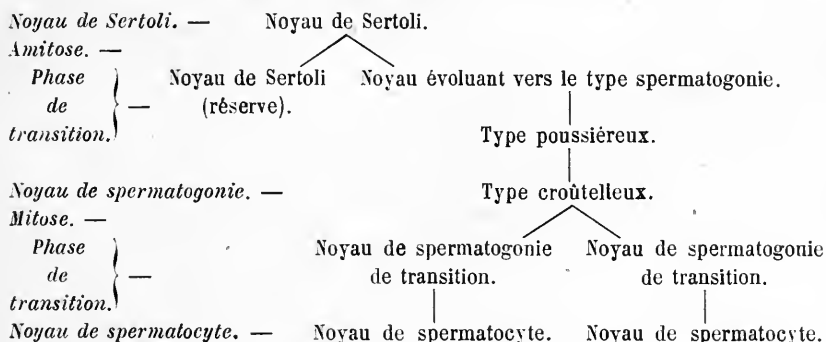 Noyau de Sertoli. — Noyau de Sertoli.
Amitose. —
Phase Noyau de Sertoli Noyau évoluant vers le type spermatogonie.
de — (réserve).
transition. Type poussiéreux.
Noyau de spermatogonie. — Type croûtelleux.
Mitose. —
Phase Noyau de spermatogonie Noyau de spermatogonie
de — de transition. de transition.
transition.
Noyau de spermatocyte. — Noyau de spermatocyte. Noyau de spermatocyte.